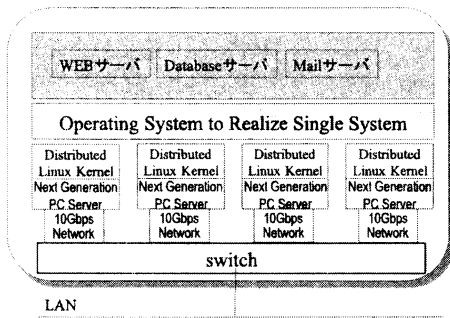 WEBサーバ Databaseサーバ Mailサーバ
Operating System to Realize Single System
Distributed Distributed Distributed Distributed
Linux Kernel Linux Kernel Linux Kernel Linux Kernel
Next Generation Next Generation Next Generation Next Generation
PC Server PC Server PC Server PC Server
10Gbps 10Gbps 10Gbps 10Gbps
Network Network Network Network
switch
LAN